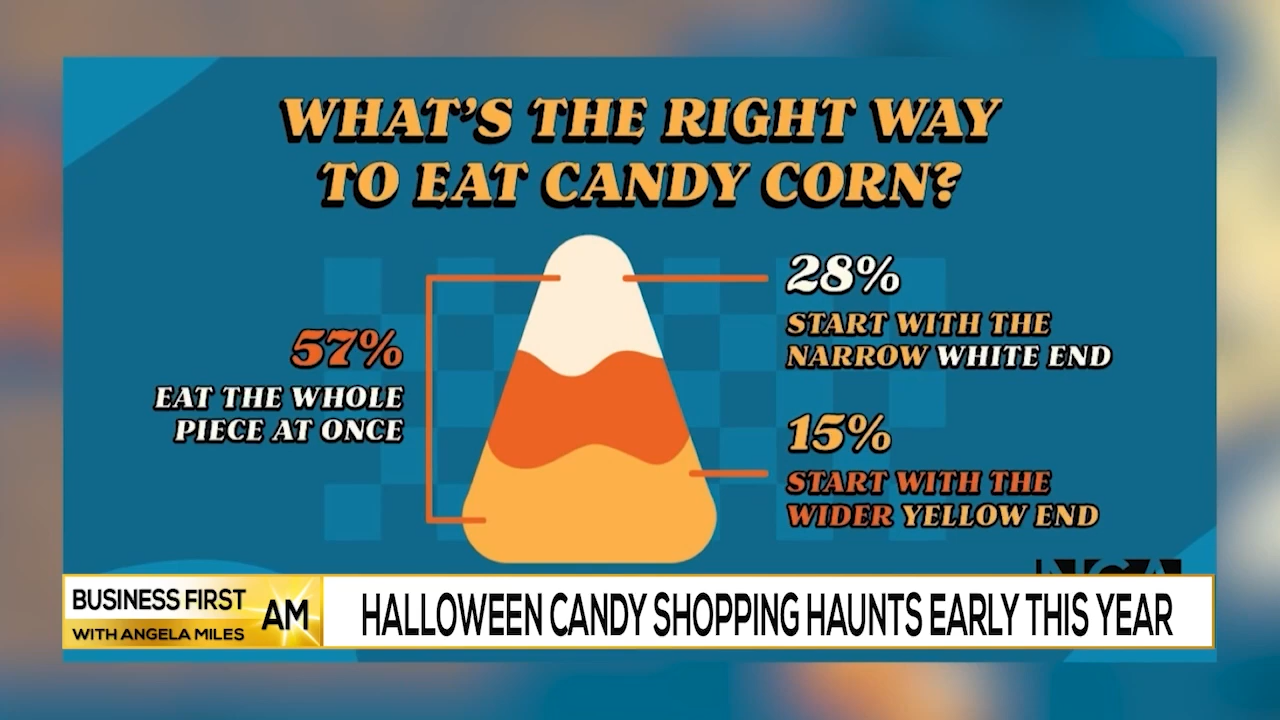 WHAT'S THE RIGHT WAY
TO EAT CANDY CORN?
57%
EAT THE WHOLE
PIECE AT ONCE
28%
START WITH THE
NARROW WHITE END
15%
START WITH THE
WIDER YELLOW END
BUSINESS FIRST AM
WITH ANGELA MILES
HALLOWEEN CANDY SHOPPING HAUNTS EARLY THIS YEAR